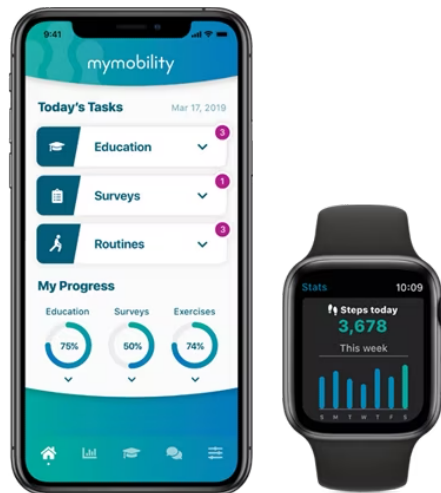 9:41
mymobility
Today's Tasks Mar 17, 2019
3
Education
1
Surveys
3
Routines
My Progress
Education Surveys Exercises
75% 50% 74%
Stats 10:09
Steps today
3,678
This week
S M T W T F S